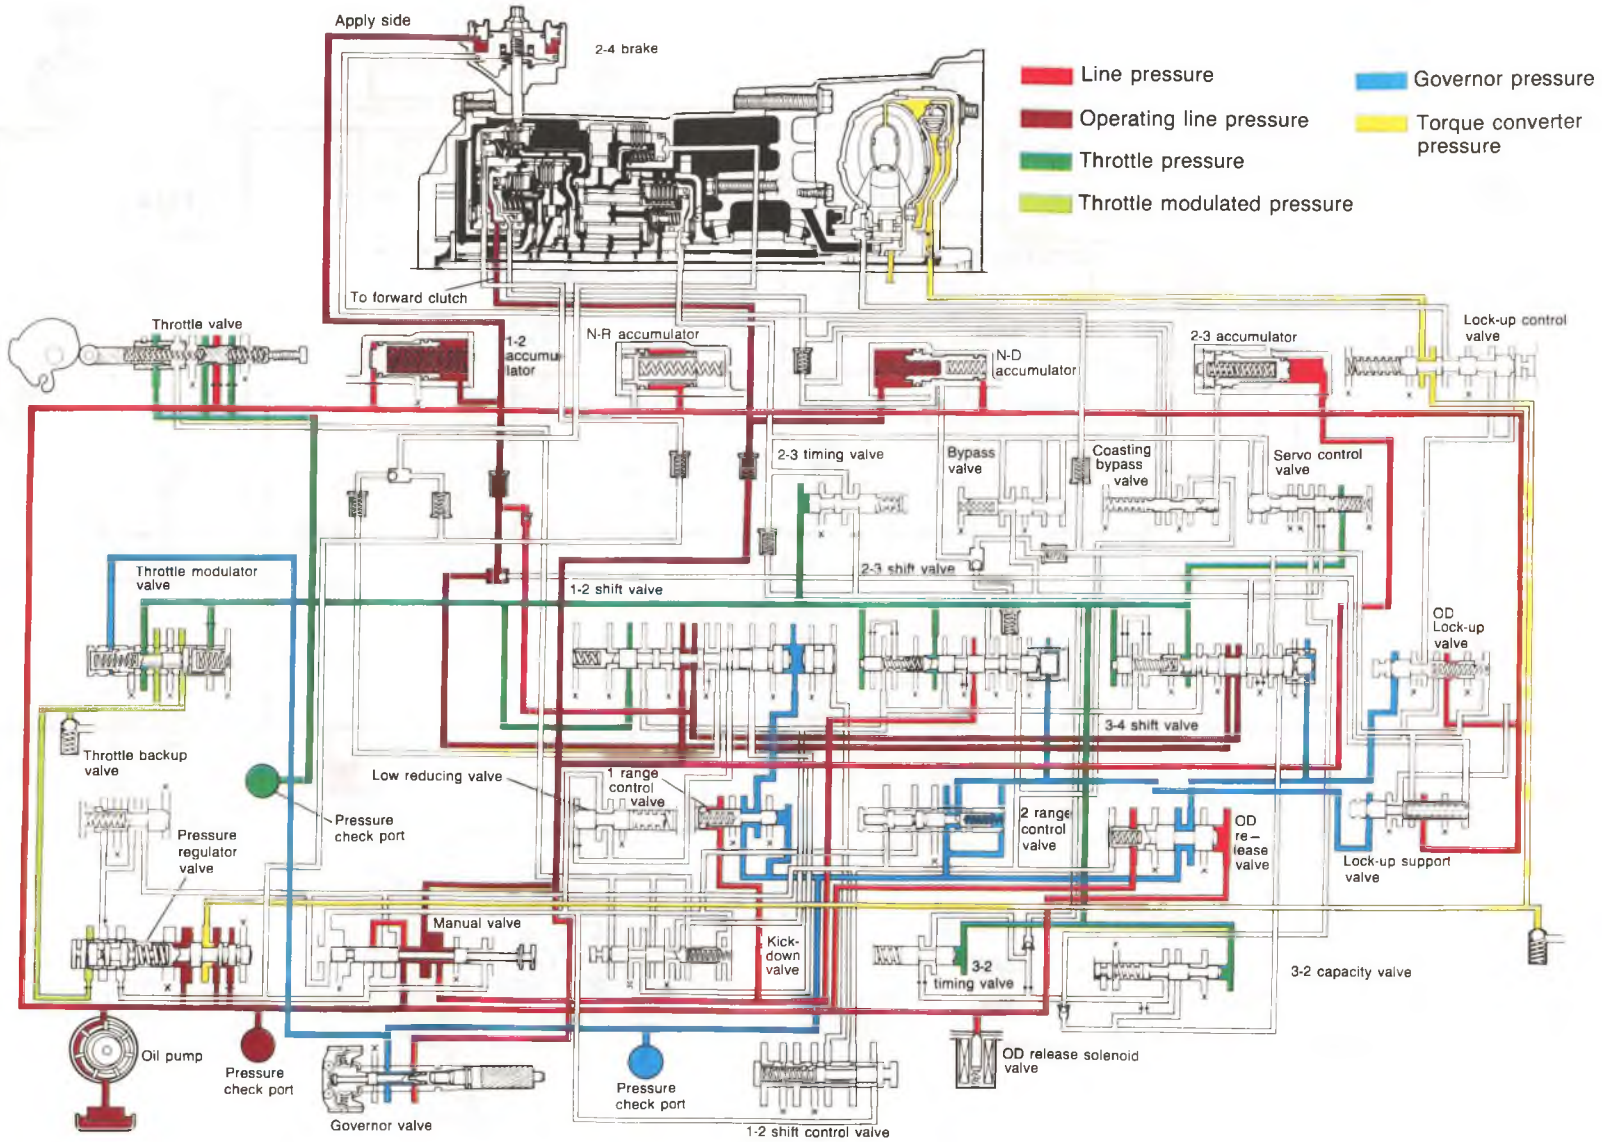 Apply side
2-4 brake
Line pressure
Operating line pressure
Throttle pressure
Throttle modulated pressure
Governor pressure
Torque converter
pressure
To forward clutch
Throttle valve
1-2
accumu
lator
N-R accumulator
N-D
accumulator
2-3 accumulator
Lock-up control
valve
2-3 timing valve
Bypass
valve
Coasting
bypass
valve
Servo control
valve
Throttle modulator
valve
1-2 shift valve
2-3 shift valve
OD
Lock-up
valve
3-4 shift valve
Throttle backup
valve
Low reducing valve
1 range
control
valve
2 range
control
valve
OD
re-
lease
valve
Lock-up support
valve
Pressure
check port
Pressure
regulator
valve
Manual valve
Kick-
down
valve
3-2
timing valve
3-2 capacity valve
Oil pump
Pressure
check port
Governor valve
Pressure
check port
1-2 shift control valve
OD release solenoid
valve